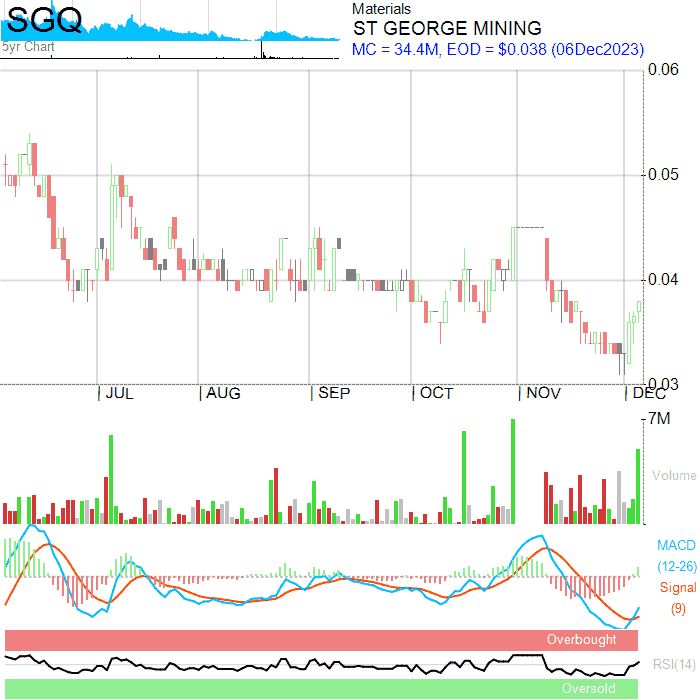 SGQ
5yr Chart
Materials
ST GEORGE MINING
MC = 34.4M, EOD = $0.038 (06Dec2023)
0.06
0.05
0.04
0.03
JUL
AUG
SEP
OCT
NOV
DEC
7M
Volume
MACD
(12-26)
Signal
(9)
Overbought
RSI(14)
Oversold